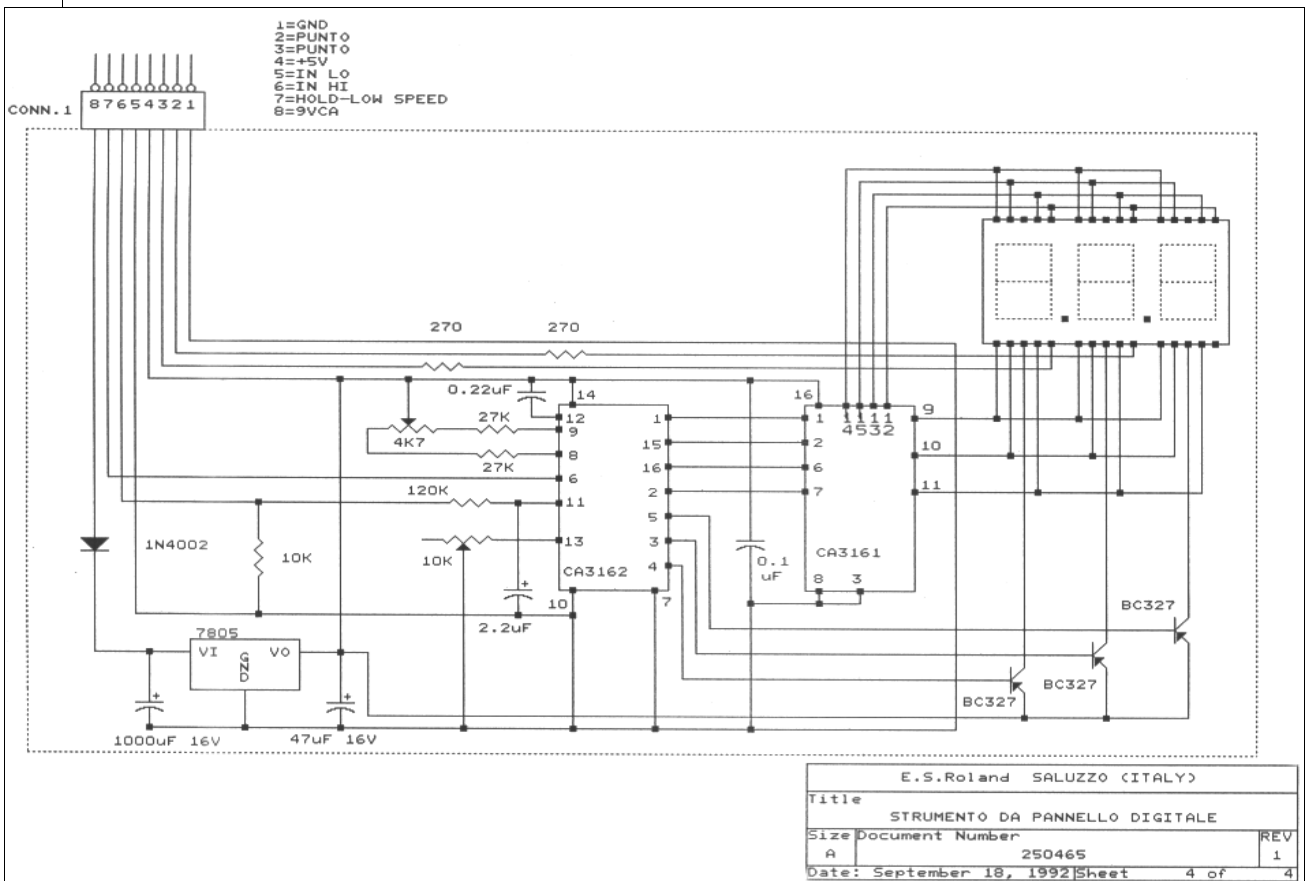 1=GND
2=PUNTO
3=PUNTO
4=+5V
5=IN LO
6=IN HI
7=HOLD-LOW SPEED
8=9VCA
CONN.1
87654321
270
270
0.22uF
14
12
27K
9
4K7
8
27K
6
120K
11
10K
13
CA3162
10
7
1
15
16
2
5
3
4
1N4002
10K
2.2uF
7805
VI
GND
VO
1000uF 16V
47uF 16V
0.1
uF
16
1
2
6
7
1111
4532
9
10
11
CA3161
8
3
BC327
BC327
BC327
E.S.Roland SALUZZO (ITALY)
Title
STRUMENTO DA PANNELLO DIGITALE
Size
Document Number
REV
A
250465
1
Date: September 18, 1992
Sheet 4 of 4